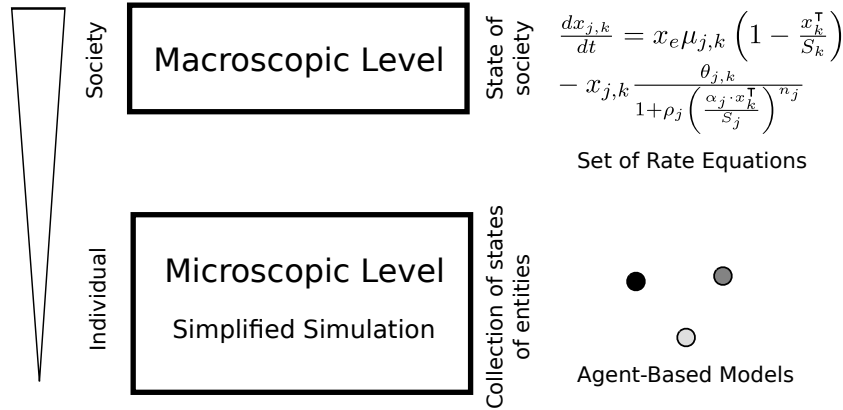 Society
Macroscopic Level
State of
society
dx_{j,k}/dt = x_e μ_{j,k} (1 − x_k^⊤/S_k)
− x_{j,k} θ_{j,k}/(1+ρ_j (α_j·x_k^⊤/S_j)^{n_j})
Set of Rate Equations
Individual
Microscopic Level
Simplified Simulation
Collection of states
of entities
Agent-Based Models